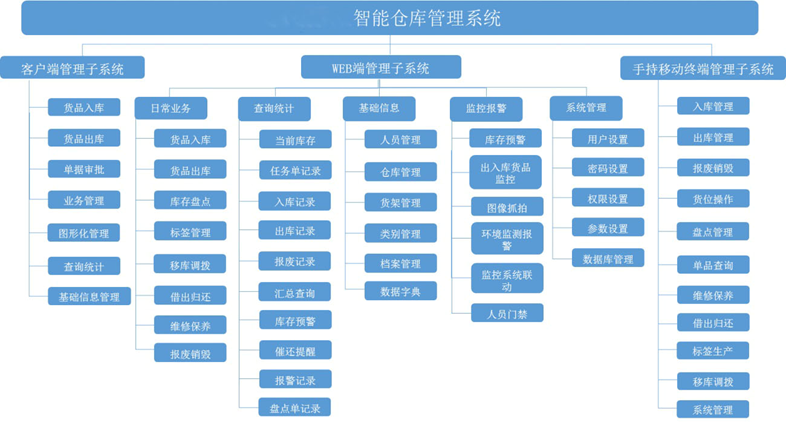 智能仓库管理系统
客户端管理子系统
货品入库
货品出库
单据审批
业务管理
图形化管理
查询统计
基础信息管理
WEB端管理子系统
日常业务
货品入库
货品出库
库存盘点
标签管理
移库调拨
借出归还
维修保养
报废销毁
查询统计
当前库存
任务单记录
入库记录
出库记录
报废记录
汇总查询
库存预警
催还提醒
报警记录
盘点单记录
基础信息
人员管理
仓库管理
货架管理
类别管理
档案管理
数据字典
监控报警
库存预警
出入库货品
监控
图像抓拍
环境监测报
警
监控系统联
动
人员门禁
系统管理
用户设置
密码设置
权限设置
参数设置
数据库管理
手持移动终端管理子系统
入库管理
出库管理
报废销毁
货位操作
盘点管理
单品查询
维修保养
借出归还
标签生产
移库调拨
系统管理